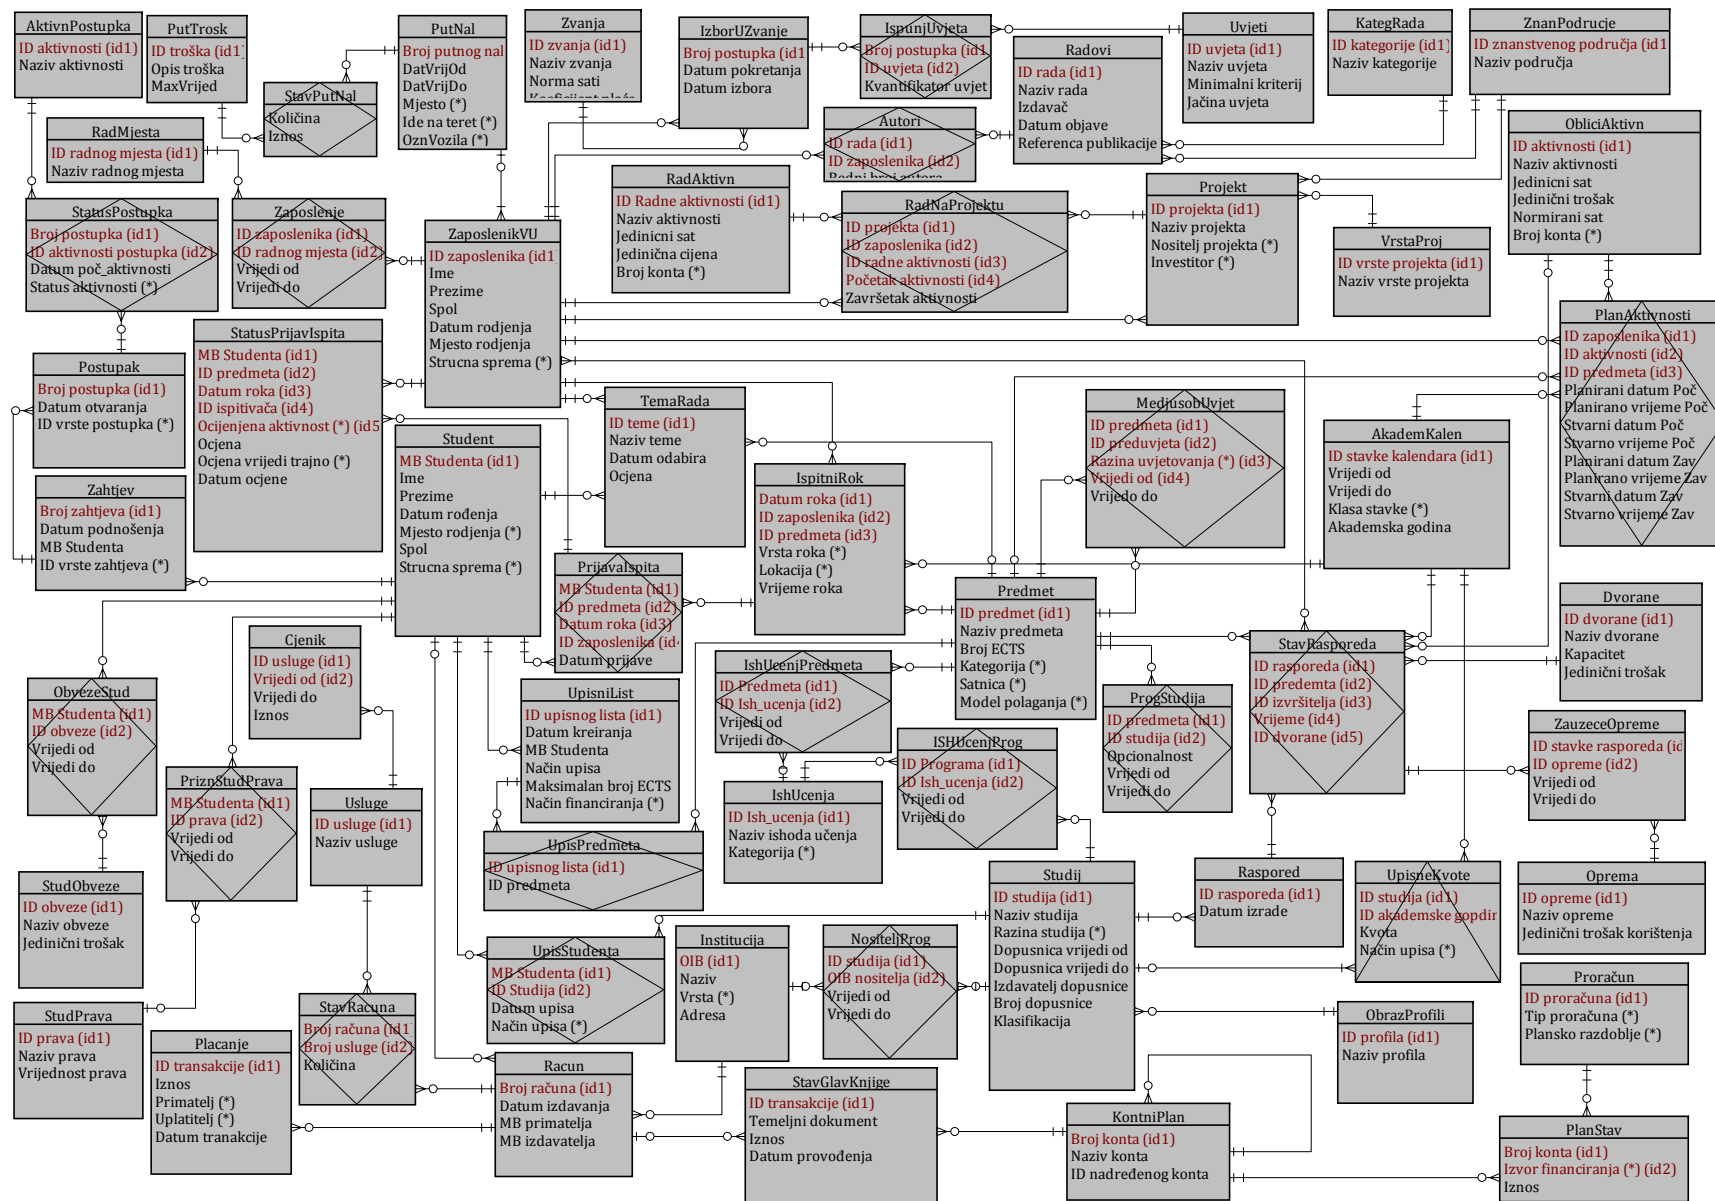 AktivnPostupka
ID aktivnosti (id1)
Naziv aktivnosti
PutTrosk
ID troška (id1)
Opis troška
MaxVrijed
PutNal
Broj putnog nal
DatVrijOd
DatVrijDo
Mjesto (*)
Ide na teret (*)
OznVozila (*)
Zvanja
ID zvanja (id1)
Naziv zvanja
Norma sati
IzborUZvanje
Broj postupka (id1
Datum pokretanja
Datum izbora
IspunjUvjeta
Broj postupka (id1
ID uvjeta (id2)
Kvantifikator uvjet
Uvjeti
ID uvjeta (id1)
Naziv uvjeta
Minimalni kriterij
Jačina uvjeta
Radovi
ID rada (id1)
Naziv rada
Izdavač
Datum objave
Referenca publikacije
KategRada
ID kategorije (id1)
Naziv kategorije
ZnanPodrucje
ID znanstvenog područja (id1
Naziv područja
StavPutNal
Količina
Iznos
RadMjesta
ID radnog mjesta (id1)
Naziv radnog mjesta
Autori
ID rada (id1)
ID zaposlenika (id2)
Redni broj autora
ObliciAktivn
ID aktivnosti (id1)
Naziv aktivnosti
Jedinicni sat
Jedinični trošak
Normirani sat
Broj konta (*)
StatusPostupka
Broj postupka (id1)
ID aktivnosti postupka (id2)
Datum poč_aktivnosti
Status aktivnosti (*)
Zaposlenje
ID zaposlenika (id1)
ID radnog mjesta (id2)
Vrijedi od
Vrijedi do
ZaposlenikVU
ID zaposlenika (id1)
Ime
Prezime
Spol
Datum rodjenja
Mjesto rodjenja
Strucna sprema (*)
RadAktivn
ID Radne aktivnosti (id1)
Naziv aktivnosti
Jedinicni sat
Jedinična cijena
Broj konta (*)
RadNaProjektu
ID projekta (id1)
ID zaposlenika (id2)
ID radne aktivnosti (id3)
Početak aktivnosti (id4)
Završetak aktivnosti
Projekt
ID projekta (id1)
Naziv projekta
Nositelj projekta (*)
Investitor (*)
VrstaProj
ID vrste projekta (id1)
Naziv vrste projekta
PlanAktivnosti
ID zaposlenika (id1)
ID aktivnosti (id2)
ID predmeta (id3)
Planirani datum Poč
Planirano vrijeme Poč
Stvarni datum Poč
Stvarno vrijeme Poč
Planirani datum Zav
Planirano vrijeme Zav
Stvarni datum Zav
Stvarno vrijeme Zav
StatusPrijavIspita
MB Studenta (id1)
ID predmeta (id2)
Datum roka (id3)
ID ispitivača (id4)
Ocijenjena aktivnost (*) (id5
Ocjena
Ocjena vrijedi trajno (*)
Datum ocjene
Postupak
Broj postupka (id1)
Datum otvaranja
ID vrste postupka (*)
Zahtjev
Broj zahtjeva (id1)
Datum podnošenja
MB Studenta
ID vrste zahtjeva (*)
Student
MB Studenta (id1)
Ime
Prezime
Datum rođenja
Mjesto rodjenja (*)
Spol
Strucna sprema (*)
TemaRada
ID teme (id1)
Naziv teme
Datum odabira
Ocjena
IspitniRok
Datum roka (id1)
ID zaposlenika (id2)
ID predmeta (id3)
Vrsta roka (*)
Lokacija (*)
Vrijeme roka
MedjusobUvjet
ID predmeta (id1)
ID preduvjeta (id2)
Razina uvjetovanja (*) (id3)
Vrijedi od (id4)
Vrijedo do
AkademKalen
ID stavke kalendara (id1)
Vrijedi od
Vrijedi do
Klasa stavke (*)
Akademska godina
PrijavaIspita
MB Studenta (id1)
ID predmeta (id2)
Datum roka (id3)
ID zaposlenika (id4
Datum prijave
Predmet
ID predmet (id1)
Naziv predmeta
Broj ECTS
Kategorija (*)
Satnica (*)
Model polaganja (*)
Dvorane
ID dvorane (id1)
Naziv dvorane
Kapacitet
Jedinični trošak
StavRasporeda
ID rasporeda (id1)
ID predemta (id2)
ID izvršitelja (id3)
Vrijeme (id4)
ID dvorane (id5)
Cjenik
ID usluge (id1)
Vrijedi od (id2)
Vrijedi do
Iznos
ObvezeStud
MB Studenta (id1)
ID obveze (id2)
Vrijedi od
Vrijedi do
UpisniList
ID upisnog lista (id1)
Datum kreiranja
MB Studenta
Način upisa
Maksimalan broj ECTS
Način financiranja (*)
IshUcenjPredmeta
ID Predmeta (id1)
ID Ish_ucenja (id2)
Vrijedi od
Vrijedi do
ProgStudija
ID predmeta (id1)
ID studija (id2)
Opcionalnost
Vrijedi od
Vrijedi do
ZauzeceOpreme
ID stavke rasporeda (id
ID opreme (id2)
Vrijedi od
Vrijedi do
ISHUcenjProg
ID Programa (id1)
ID Ish_ucenja (id2)
Vrijedi od
Vrijedi do
PriznStudPrava
MB Studenta (id1)
ID prava (id2)
Vrijedi od
Vrijedi do
Usluge
ID usluge (id1)
Naziv usluge
IshUcenja
ID Ish_ucenja (id1)
Naziv ishoda učenja
Kategorija (*)
UpisPredmeta
ID upisnog lista (id1)
ID predmeta
StudObveze
ID obveze (id1)
Naziv obveze
Jedinični trošak
Studij
ID studija (id1)
Naziv studija
Razina studija (*)
Dopusnica vrijedi od
Dopusnica vrijedi do
Izdavatelj dopusnice
Broj dopusnice
Klasifikacija
Raspored
ID rasporeda (id1)
Datum izrade
UpisneKvote
ID studija (id1)
ID akademske gopdin
Kvota
Način upisa (*)
Oprema
ID opreme (id1)
Naziv opreme
Jedinični trošak korištenja
UpisStudenta
MB Studenta (id1)
ID Studija (id2)
Datum upisa
Način upisa (*)
Institucija
OIB (id1)
Naziv
Vrsta (*)
Adresa
NositeljProg
ID studija (id1)
OIB nositelja (id2)
Vrijedi od
Vrijedi do
Proračun
ID proračuna (id1)
Tip proračuna (*)
Plansko razdoblje (*)
StudPrava
ID prava (id1)
Naziv prava
Vrijednost prava
StavRacuna
Broj računa (id1
Broj usluge (id2)
Količina
ObrazProfili
ID profila (id1)
Naziv profila
Placanje
ID transakcije (id1)
Iznos
Primatelj (*)
Uplatitelj (*)
Datum tranakcije
Racun
Broj računa (id1)
Datum izdavanja
MB primatelja
MB izdavatelja
StavGlavKnjige
ID transakcije (id1)
Temeljni dokument
Iznos
Datum provođenja
KontniPlan
Broj konta (id1)
Naziv konta
ID nadređenog konta
PlanStav
Broj konta (id1)
Izvor financiranja (*) (id2)
Iznos